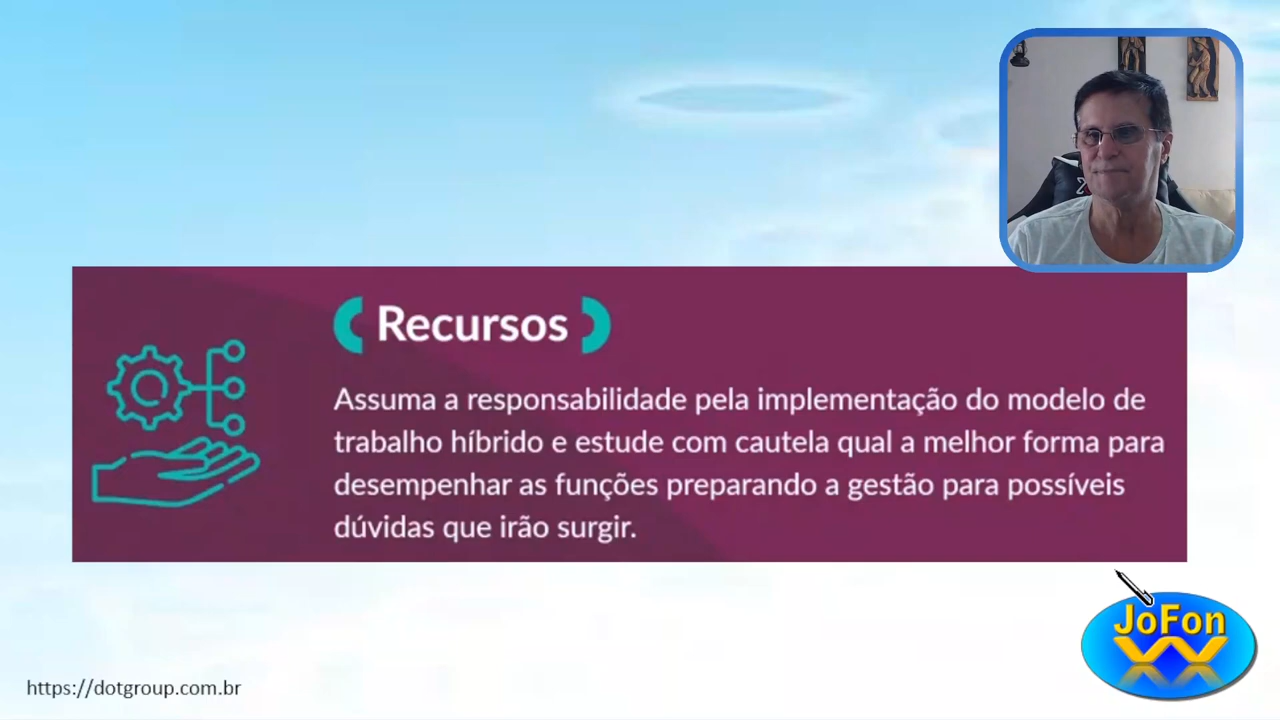 Recursos
Assuma a responsabilidade pela implementação do modelo de
trabalho híbrido e estude com cautela qual a melhor forma para
desempenhar as funções preparando a gestão para possíveis
dúvidas que irão surgir.
JoFon
https://dotgroup.com.br